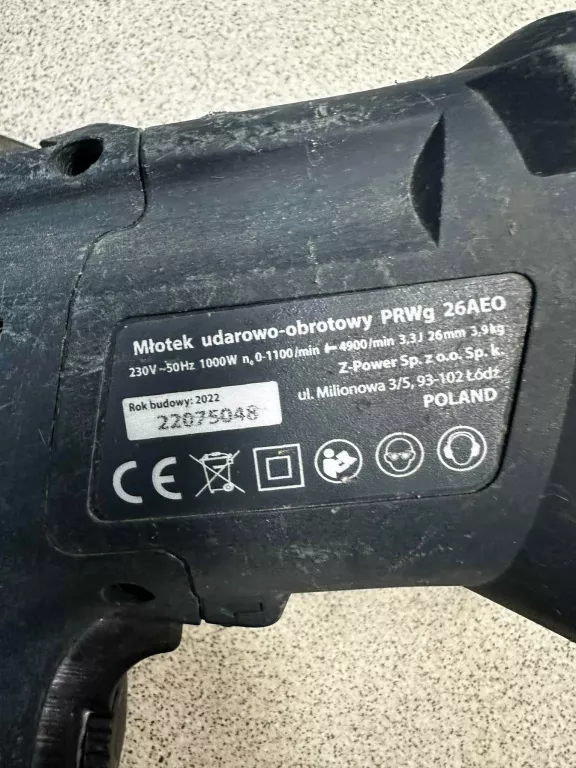 Młotek udarowo-obrotowy PRWg 26AEO
230V ~50Hz 1000W n₀ 0-1100/min 4900/min 3,3J 26mm 3,9kg
Z-Power Sp. z o.o. Sp. k.
ul. Milionowa 3/5, 93-102 Łódź
POLAND
Rok budowy: 2022
22075048
CE